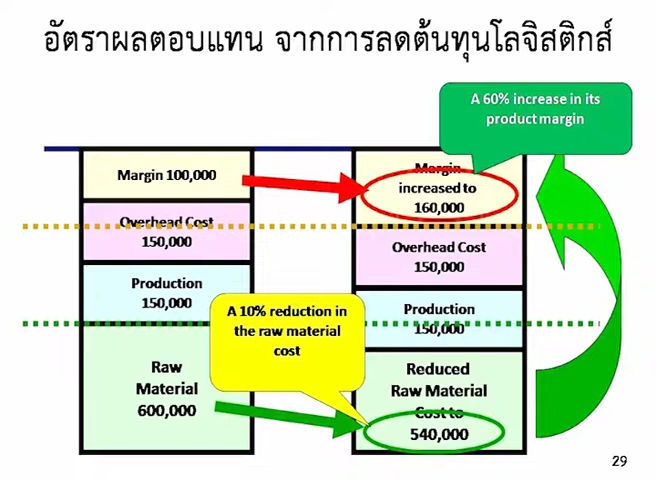 อัตราผลตอบแทน จากการลดต้นทุนโลจิสติกส์
A 60% increase in its
product margin
Margin 100,000
Overhead Cost
150,000
Production
150,000
Raw
Material
600,000
A 10% reduction in
the raw material
cost
Margin
increased to
160,000
Overhead Cost
150,000
Production
150,000
Reduced
Raw Material
Cost to
540,000
29